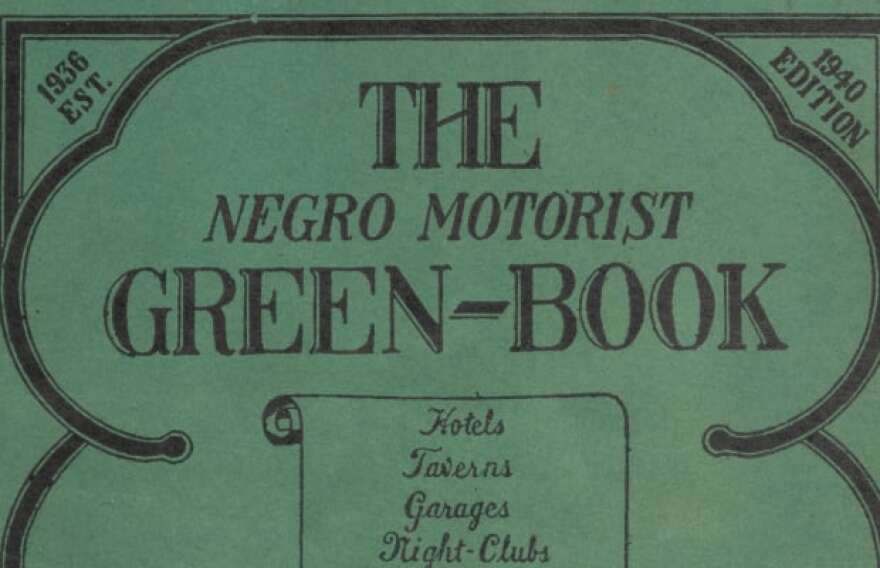 1936
EST.
1940
EDITION
THE
NEGRO MOTORIST
GREEN-BOOK
Hotels
Taverns
Garages
Night-Clubs